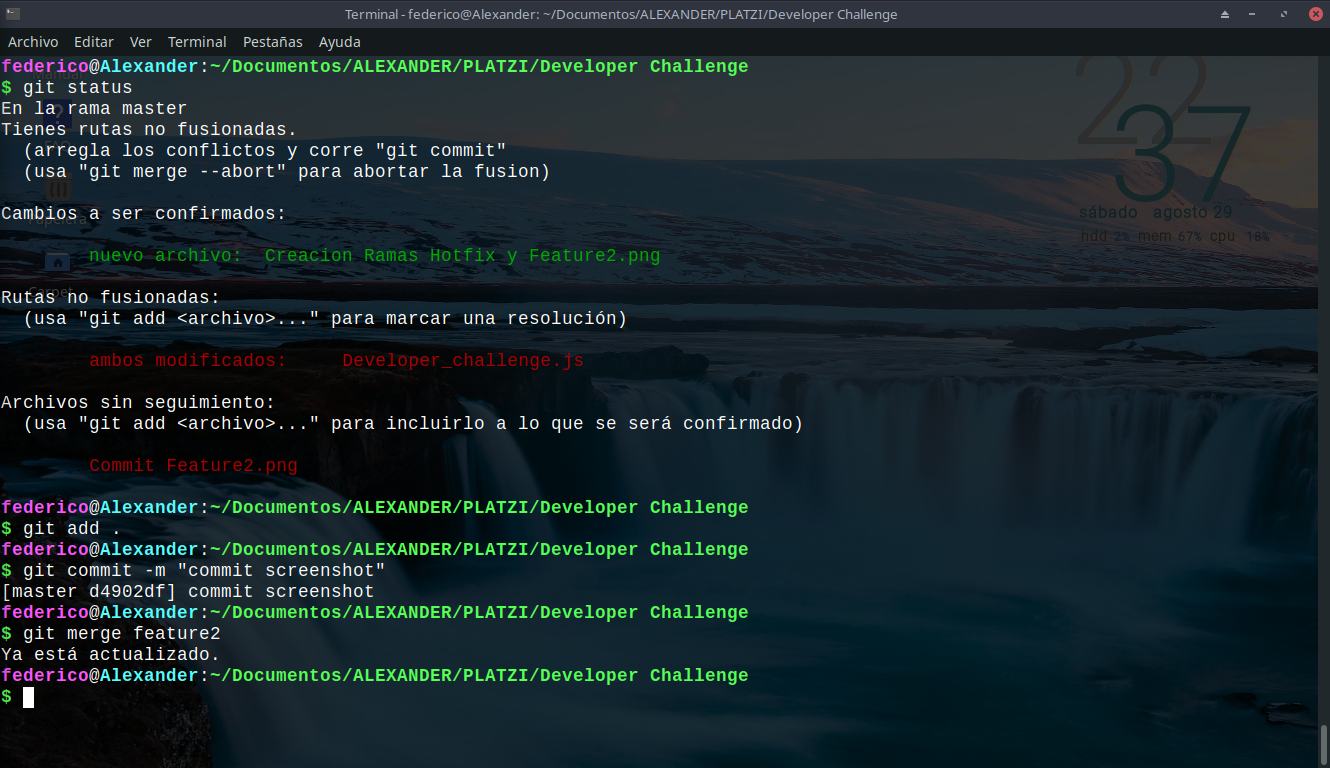 Terminal - federico@Alexander: ~/Documentos/ALEXANDER/PLATZI/Developer Challenge
Archivo Editar Ver Terminal Pestañas Ayuda
federico@Alexander:~/Documentos/ALEXANDER/PLATZI/Developer Challenge
$ git status
En la rama master
Tienes rutas no fusionadas.
  (arregla los conflictos y corre "git commit"
  (usa "git merge --abort" para abortar la fusion)
Cambios a ser confirmados:
nuevo archivo:  Creacion Ramas Hotfix y Feature2.png
Rutas no fusionadas:
  (usa "git add <archivo>..." para marcar una resolución)
ambos modificados:     Developer_challenge.js
Archivos sin seguimiento:
  (usa "git add <archivo>..." para incluirlo a lo que se será confirmado)
Commit Feature2.png
federico@Alexander:~/Documentos/ALEXANDER/PLATZI/Developer Challenge
$ git add .
federico@Alexander:~/Documentos/ALEXANDER/PLATZI/Developer Challenge
$ git commit -m "commit screenshot"
[master d4902df] commit screenshot
federico@Alexander:~/Documentos/ALEXANDER/PLATZI/Developer Challenge
$ git merge feature2
Ya está actualizado.
federico@Alexander:~/Documentos/ALEXANDER/PLATZI/Developer Challenge
$
22
37
sábado agosto 29
hdd 2% mem 67% cpu 18%